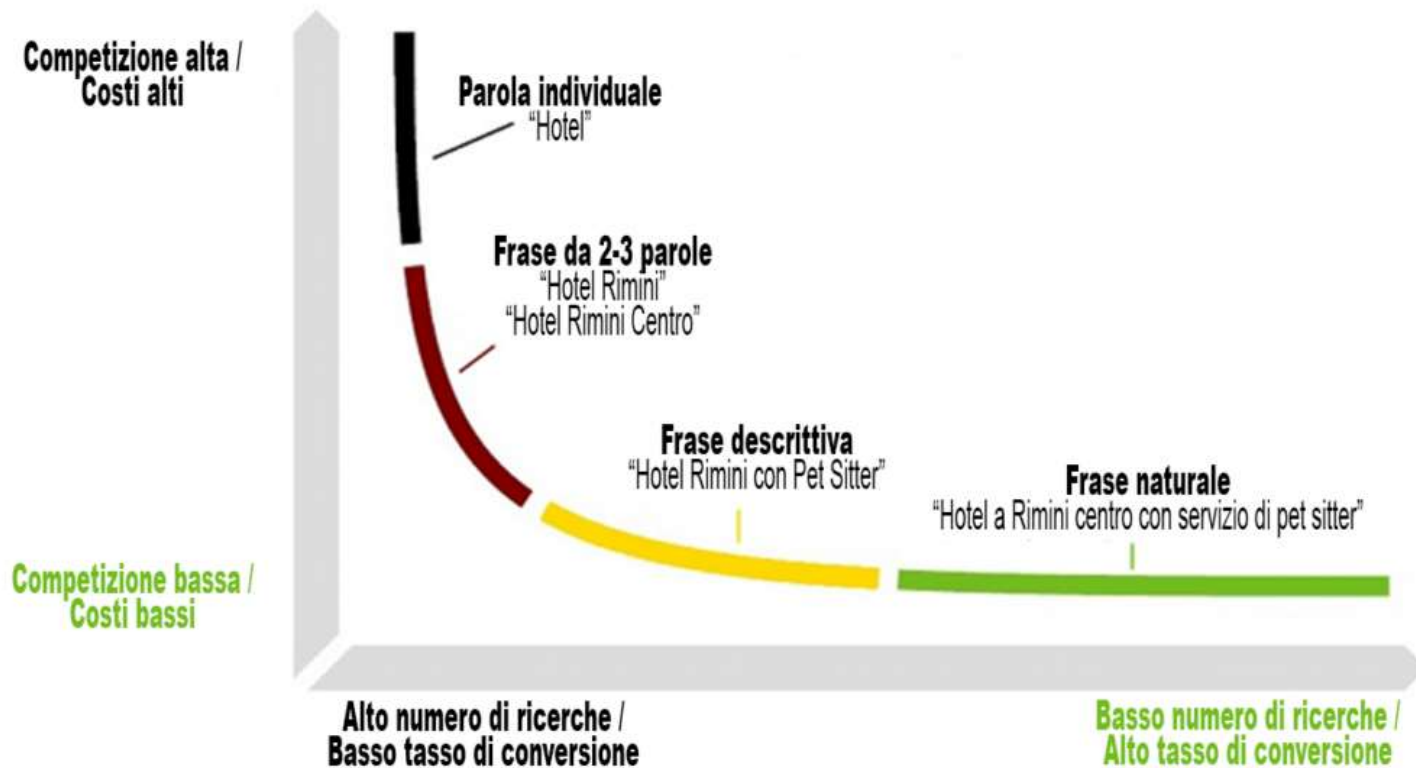 Competizione alta /
Costi alti
Parola individuale
“Hotel”
Frase da 2-3 parole
“Hotel Rimini”
“Hotel Rimini Centro”
Frase descrittiva
“Hotel Rimini con Pet Sitter”
Frase naturale
“Hotel a Rimini centro con servizio di pet sitter”
Competizione bassa /
Costi bassi
Alto numero di ricerche /
Basso tasso di conversione
Basso numero di ricerche /
Alto tasso di conversione